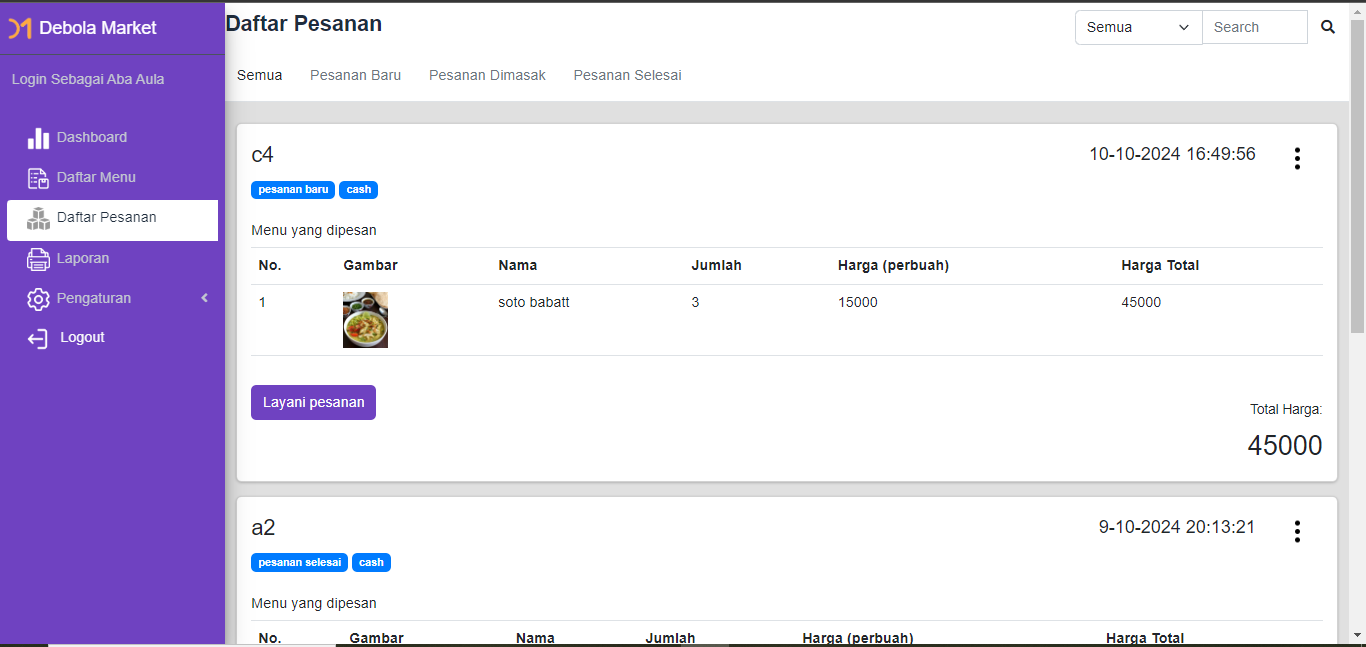 Debola Market
Login Sebagai Aba Aula
Dashboard
Daftar Menu
Daftar Pesanan
Laporan
Pengaturan
Logout
Daftar Pesanan
Semua
Search
Semua Pesanan Baru Pesanan Dimasak Pesanan Selesai
c4
10-10-2024 16:49:56
pesanan baru cash
Menu yang dipesan
No. Gambar Nama Jumlah Harga (perbuah) Harga Total
1 soto babatt 3 15000 45000
Layani pesanan
Total Harga:
45000
a2
9-10-2024 20:13:21
pesanan selesai cash
Menu yang dipesan
No. Gambar Nama Jumlah Harga (perbuah) Harga Total